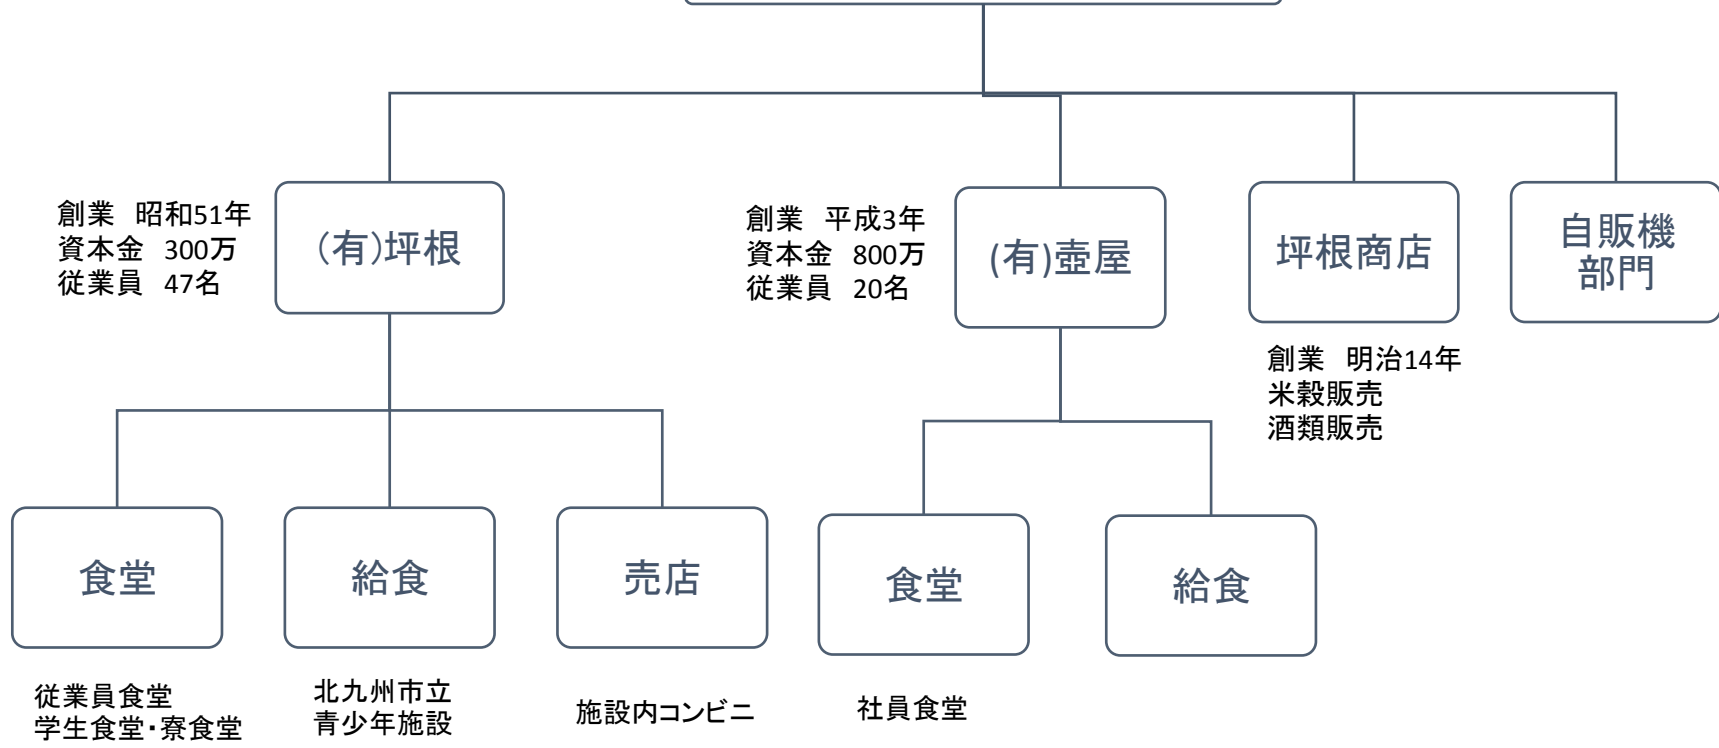 創業　昭和51年
資本金　300万
従業員　47名
(有)坪根
創業　平成3年
資本金　800万
従業員　20名
(有)壺屋
坪根商店
自販機
部門
創業　明治14年
米穀販売
酒類販売
食堂
給食
売店
食堂
給食
従業員食堂
学生食堂・寮食堂
北九州市立
青少年施設
施設内コンビニ
社員食堂